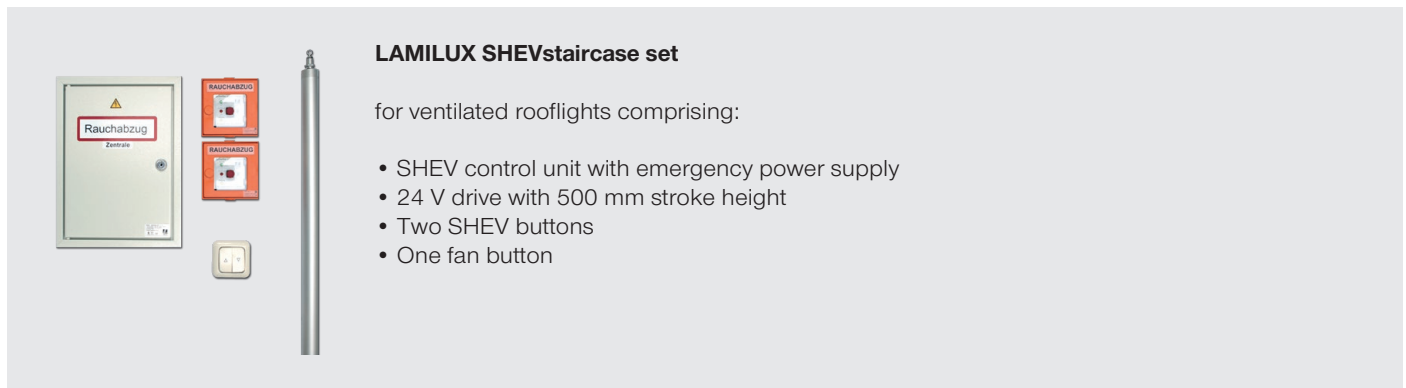 LAMILUX SHEVstaircase set
for ventilated rooflights comprising:
• SHEV control unit with emergency power supply
• 24 V drive with 500 mm stroke height
• Two SHEV buttons
• One fan button
RAUCHABZUG
Rauchabzug
Zentrale
RAUCHABZUG